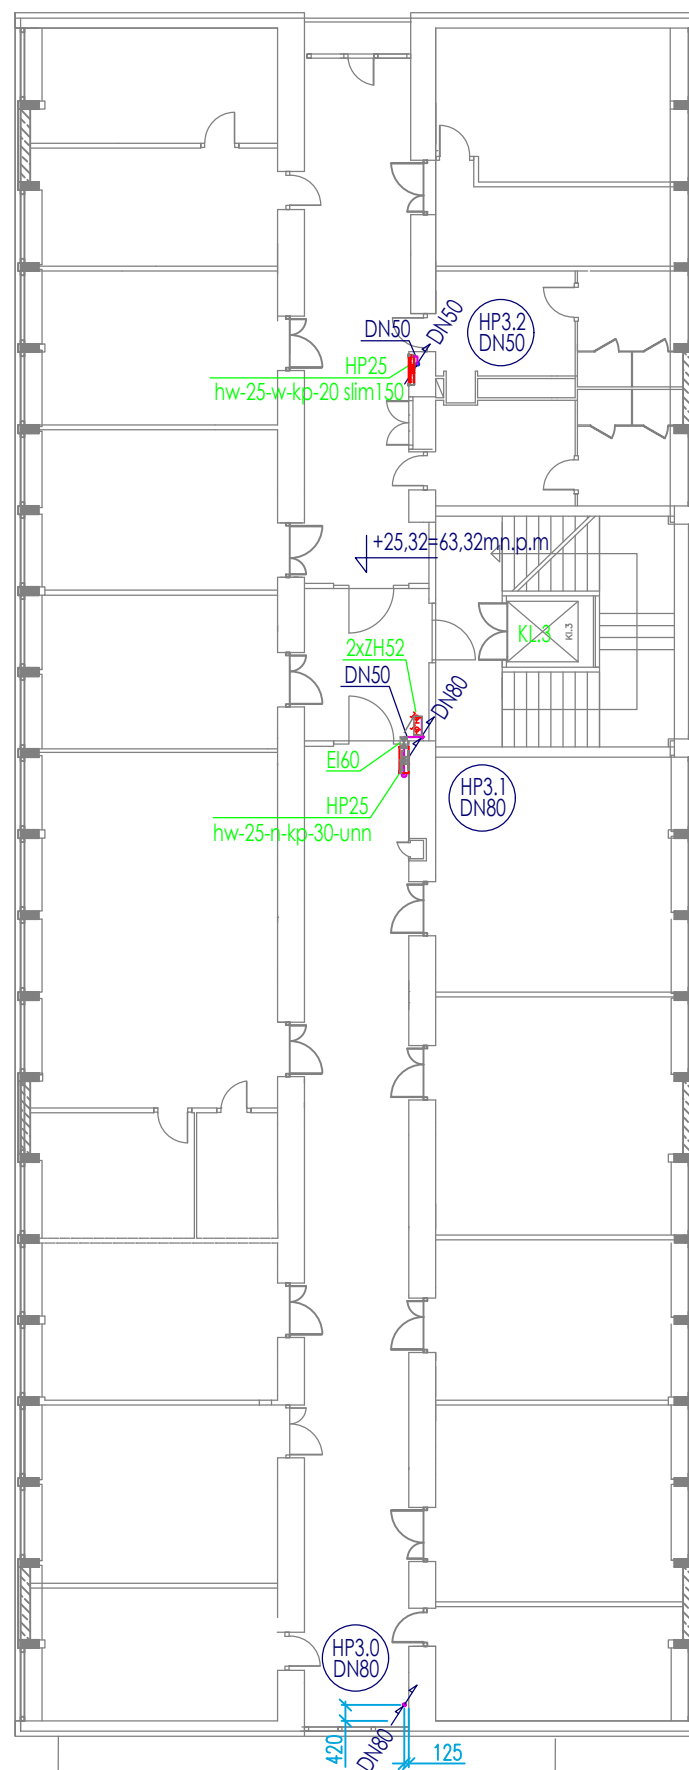 DN50
DN50
HP3.2
DN50
HP25
hw-25-w-kp-20 slim150
+25,32=63,32mn.p.m
KL.3
KL.3
2xZH52
DN50
DN80
EI60
HP3.1
DN80
HP25
hw-25-n-kp-30-unn
HP3.0
DN80
420
DN80
125